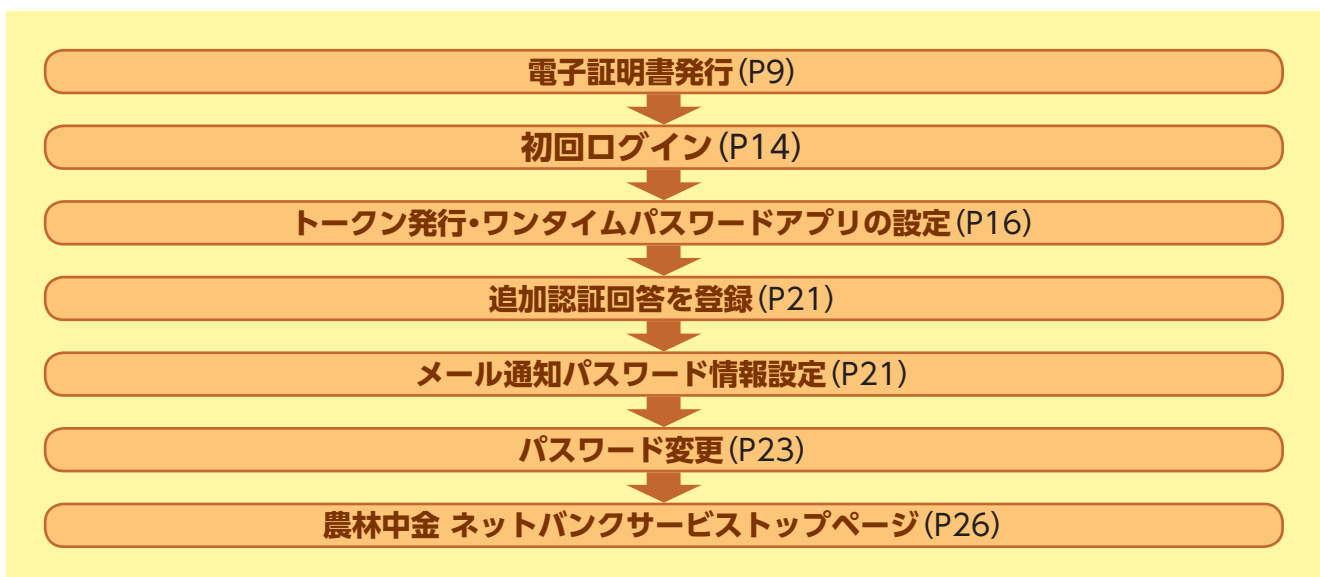 電子証明書発行(P9)
初回ログイン(P14)
トークン発行・ワンタイムパスワードアプリの設定(P16)
追加認証回答を登録(P21)
メール通知パスワード情報設定(P21)
パスワード変更(P23)
農林中金 ネットバンクサービストップページ(P26)